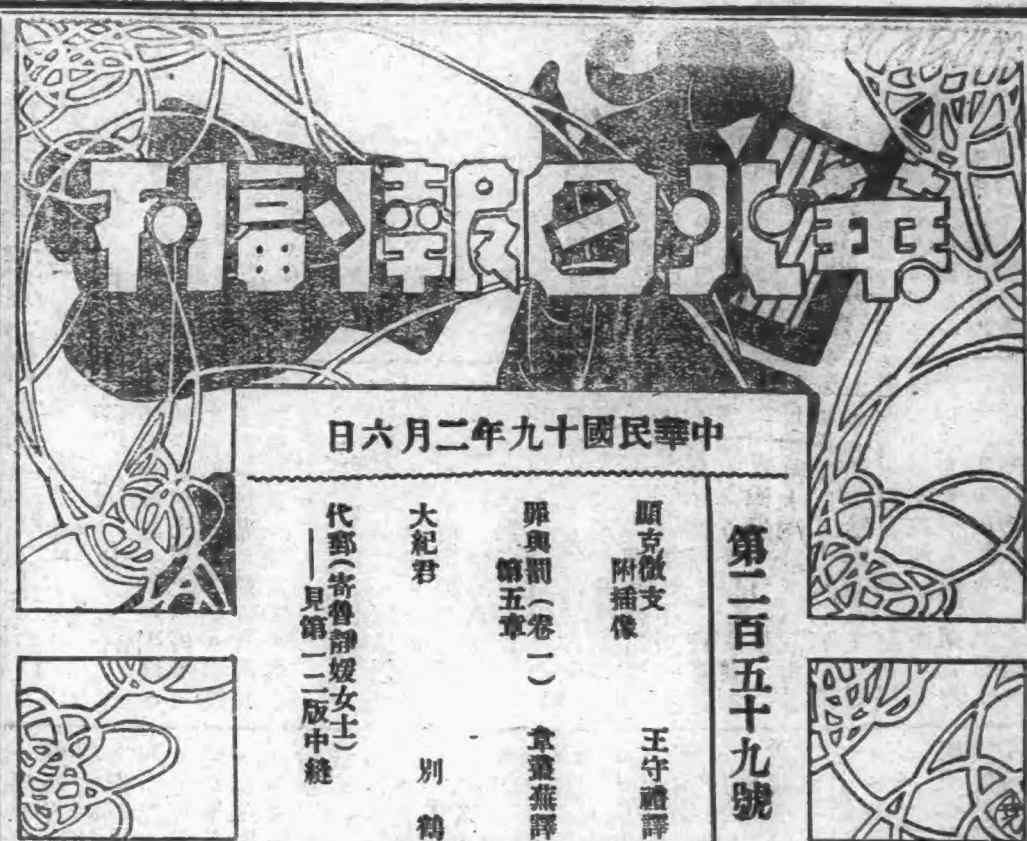 華北日報副刊
中華民國十九年二月六日
第二百五十九號
顯克微支 王守禮譯
附插像
罪與罰(卷一) 韋叢蕪譯
第五章
大紀君 別鶴
代郵(寄魯靜媛女士)
——見第一二版中縫